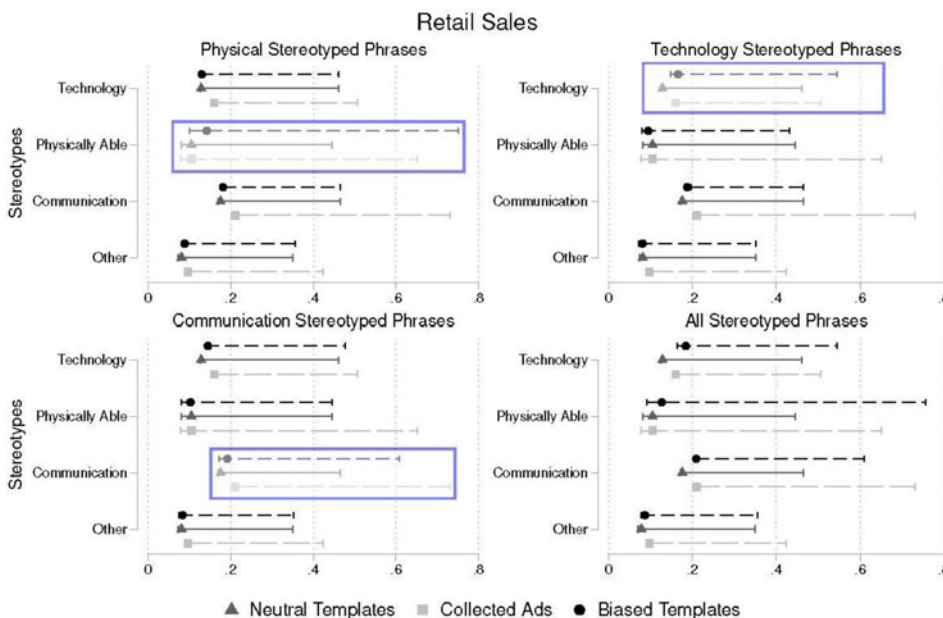 Retail Sales
Physical Stereotyped Phrases
Technology
Physically Able
Communication
Other
Stereotypes
0 .2 .4 .6 .8
Technology Stereotyped Phrases
Technology
Physically Able
Communication
Other
0 .2 .4 .6 .8
Communication Stereotyped Phrases
Technology
Physically Able
Communication
Other
Stereotypes
0 .2 .4 .6 .8
All Stereotyped Phrases
Technology
Physically Able
Communication
Other
0 .2 .4 .6 .8
Neutral Templates Collected Ads Biased Templates